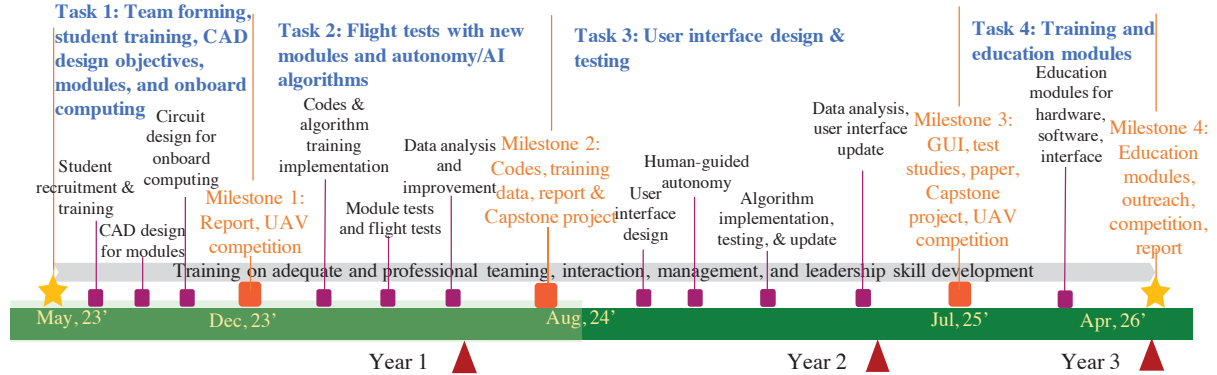 Task 1: Team forming,
student training, CAD
design objectives,
modules, and onboard
computing
Task 2: Flight tests with new
modules and autonomy/AI
algorithms
Task 3: User interface design &
testing
Task 4: Training and
education modules
Student
recruitment &
training
CAD design
for modules
Circuit
design for
onboard
computing
Milestone 1:
Report, UAV
competition
Codes &
algorithm
training
implementation
Module tests
and flight tests
Data analysis
and
improvement
Milestone 2:
Codes, training
data, report &
Capstone project
User
interface
design
Human-guided
autonomy
Algorithm
implementation,
testing, & update
Data analysis,
user interface
update
Milestone 3:
GUI, test
studies, paper,
Capstone
project, UAV
competition
Education
modules for
hardware,
software,
interface
Milestone 4:
Education
modules,
outreach,
competition,
report
Training on adequate and professional teaming, interaction, management, and leadership skill development
May, 23’
Dec, 23’
Aug, 24’
Jul, 25’
Apr, 26’
Year 1
Year 2
Year 3